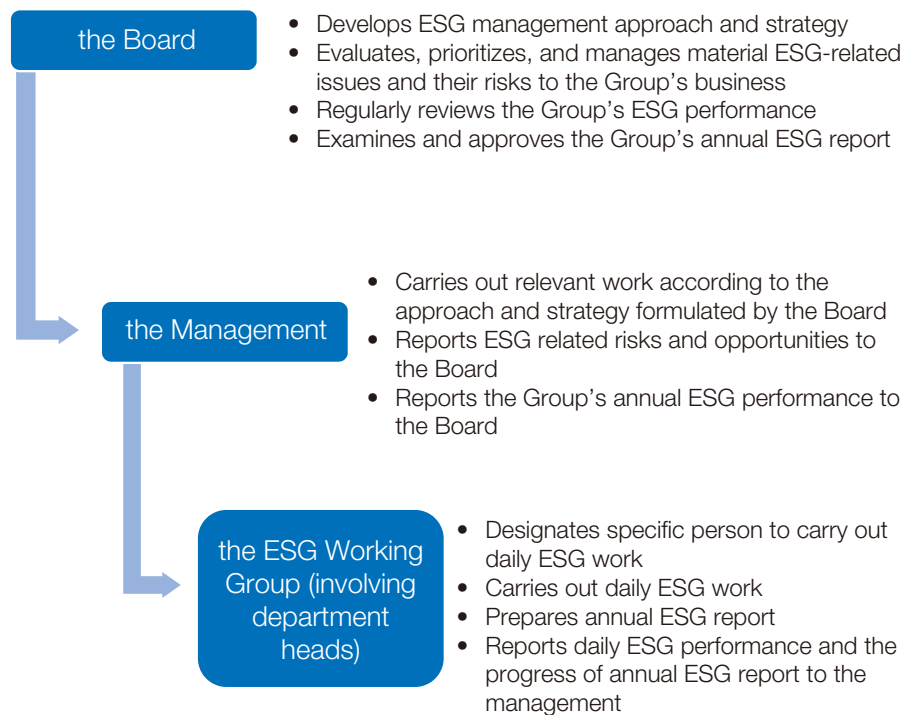 the Board
• Develops ESG management approach and strategy
• Evaluates, prioritizes, and manages material ESG-related
issues and their risks to the Group’s business
• Regularly reviews the Group’s ESG performance
• Examines and approves the Group’s annual ESG report
the Management
• Carries out relevant work according to the
approach and strategy formulated by the Board
• Reports ESG related risks and opportunities to
the Board
• Reports the Group’s annual ESG performance to
the Board
the ESG Working
Group (involving
department
heads)
• Designates specific person to carry out
daily ESG work
• Carries out daily ESG work
• Prepares annual ESG report
• Reports daily ESG performance and the
progress of annual ESG report to the
management